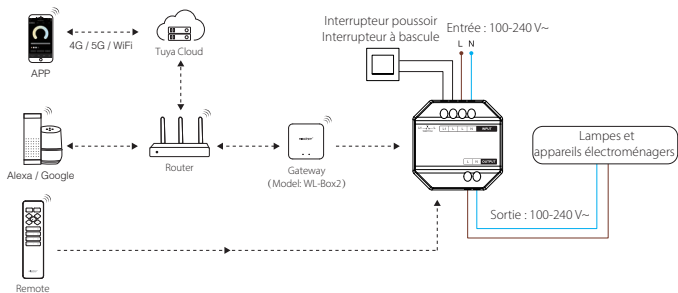 Interrupteur poussoir
Interrupteur à bascule
Entrée : 100-240 V~
L N
4G / 5G / WiFi
Tuya Cloud
APP
L L N INPUT
L N OUTPUT
Lampes et
appareils électroménagers
Alexa / Google
Router
Gateway
(Model: WL-Box2)
Sortie : 100-240 V~
Remote